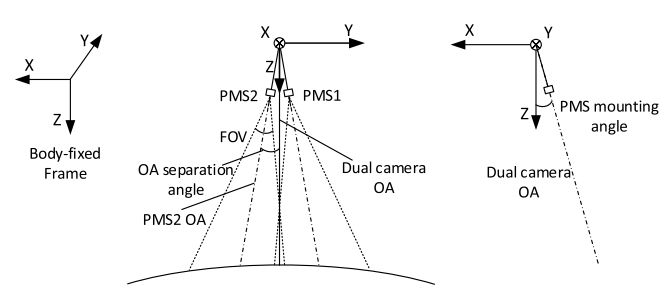 Y
X
Z
Body-fixed
Frame
X
Y
Z
PMS2
PMS1
FOV
OA separation
angle
PMS2 OA
Dual camera
OA
X
Y
Z
PMS mounting
angle
Dual camera
OA